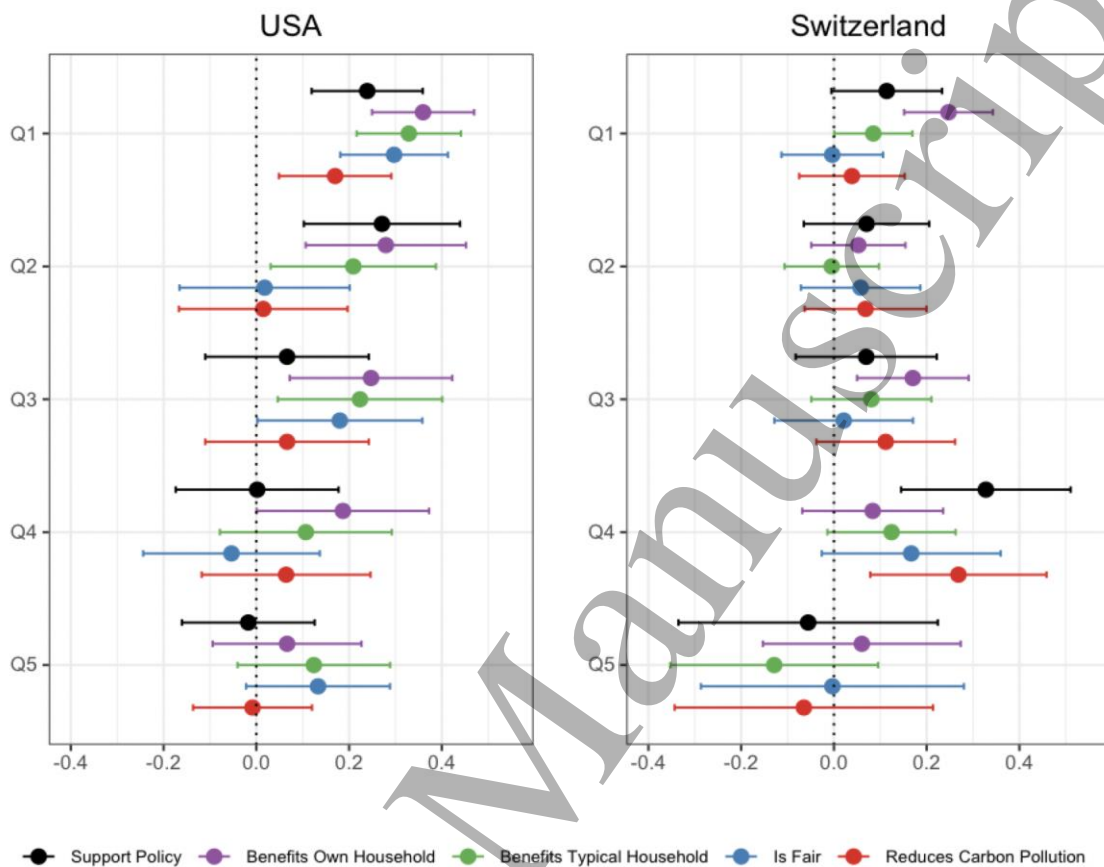 USA
Switzerland
Q1
Q2
Q3
Q4
Q5
-0.4 -0.2 0.0 0.2 0.4
Q1
Q2
Q3
Q4
Q5
-0.4 -0.2 0.0 0.2 0.4
Support Policy Benefits Own Household Benefits Typical Household Is Fair Reduces Carbon Pollution
Manuscrip